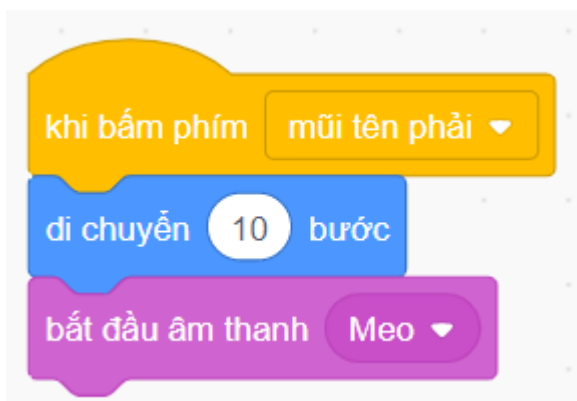 khi bấm phím mũi tên phải
di chuyển 10 bước
bắt đầu âm thanh Meo